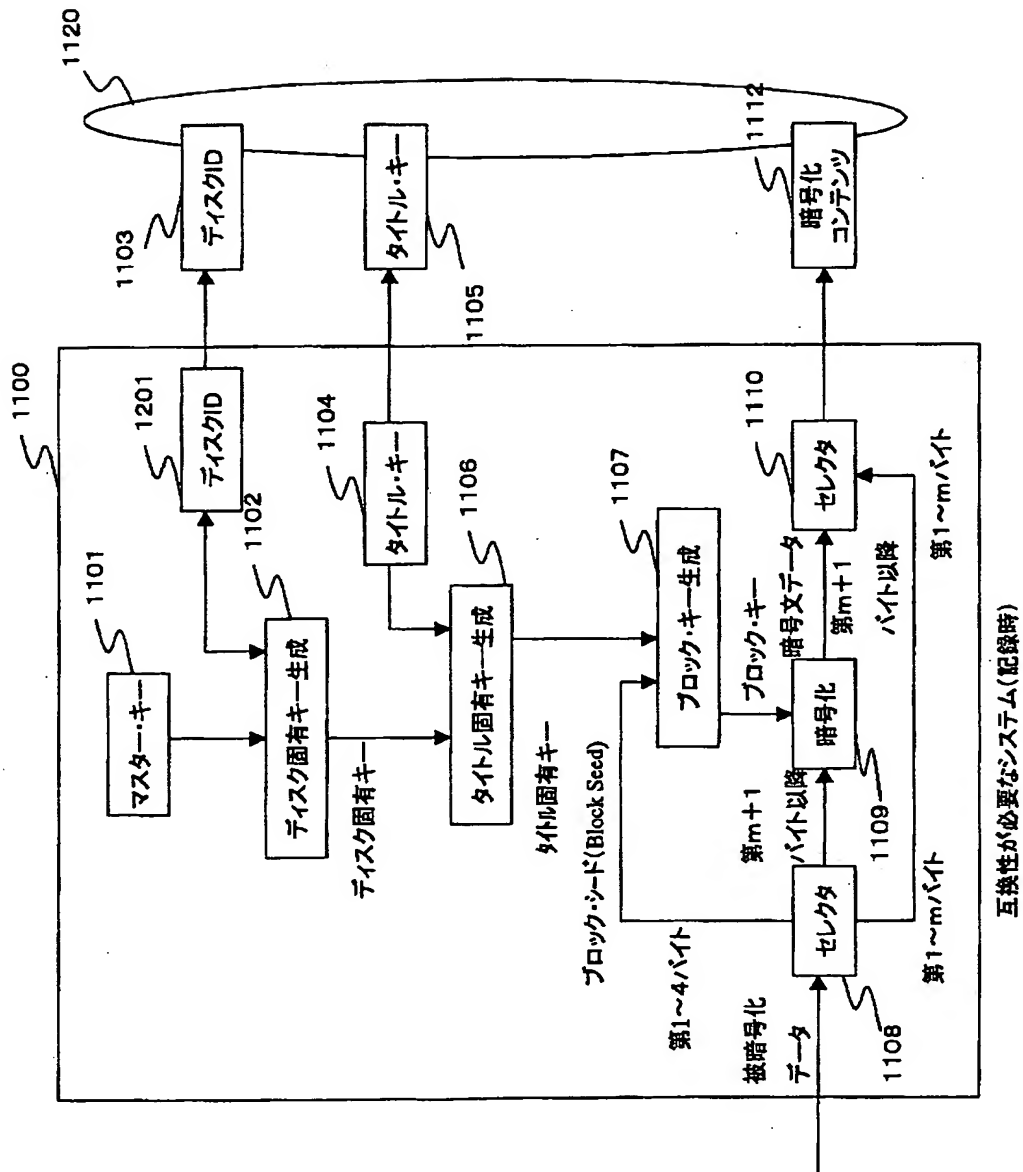 1120
1103
ディスクID
タイトル・キー
1105
1112
暗号化
コンテンツ
1100
1201
ディスクID
1104
タイトル・キー
1110
セレクタ
1101
マスター・キー
1102
ディスク固有キー生成
ディスク固有キー
1106
タイトル固有キー生成
タイトル固有キー
1107
ブロック・キー生成
ブロック・キー
ブロック・シード(Block Seed)
第1~4バイト
暗号文データ
第m+1
バイト以降
第1~mバイト
暗号化
1109
第m+1
バイト以降
セレクタ
1108
第1~mバイト
被暗号化
データ
互換性が必要なシステム(記録時)